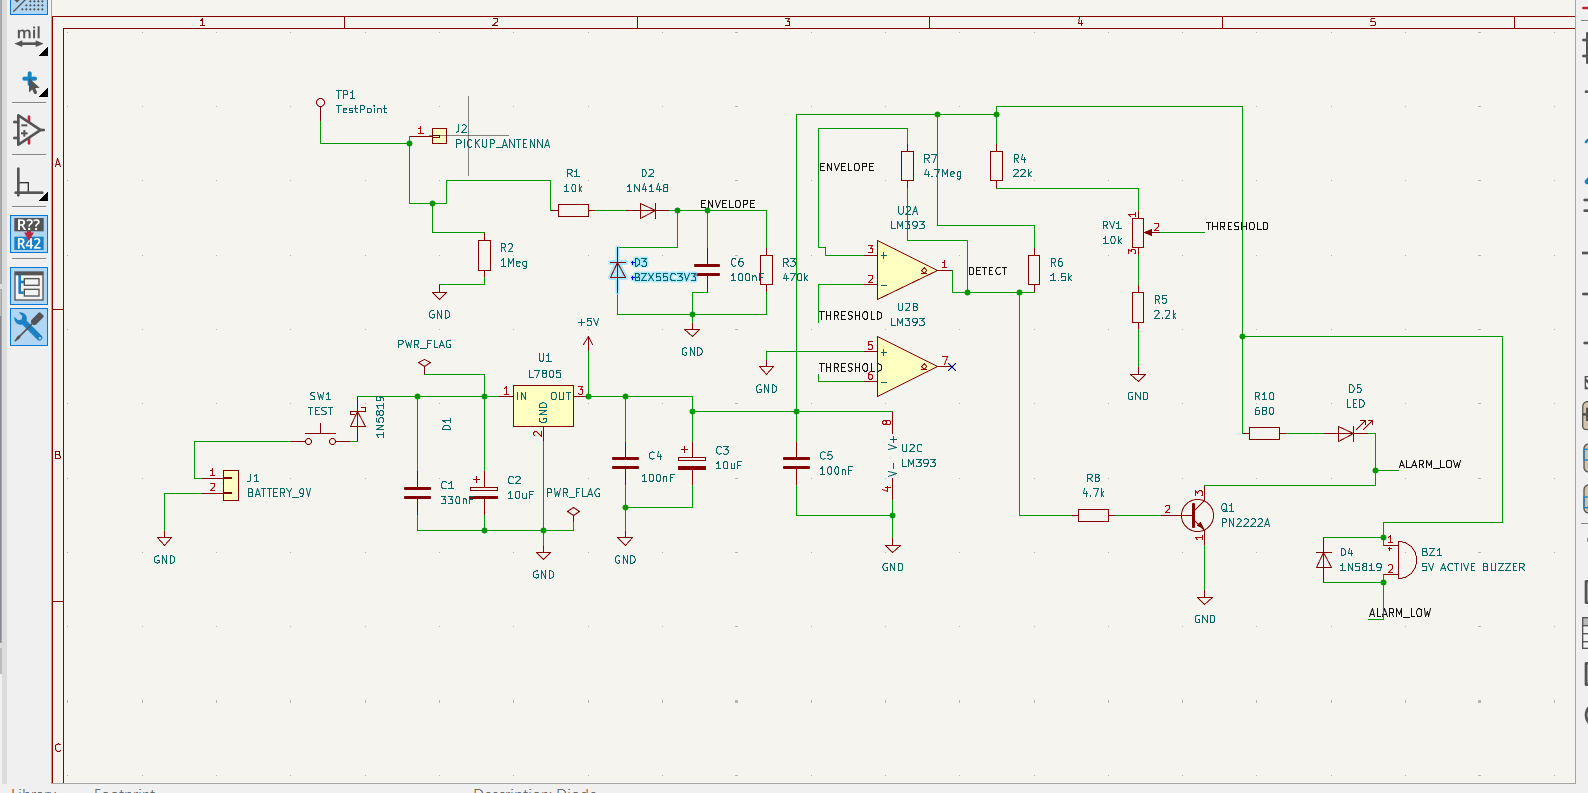 1 2 3 4 5
mil
R??
R42
A
B
C
TP1
TestPoint
1
J2
PICKUP_ANTENNA
R1
10k
D2
1N4148
ENVELOPE
R2
1Meg
GND
D3
BZX55C3V3
C6
100nF
R3
470k
GND
ENVELOPE
R7
4.7Meg
R4
22k
U2A
LM393
3
+
2
-
1
DETECT
R6
1.5k
THRESHOLD
U2B
LM393
5
+
6
-
7
THRESHOLD
GND
RV1
10k
1
2
3
THRESHOLD
R5
2.2k
GND
+5V
PWR_FLAG
U1
L7805
1
IN
OUT
3
GND
2
SW1
TEST
1N5819
D1
J1
BATTERY_9V
1
2
GND
C1
330nF
+
C2
10uF
PWR_FLAG
GND
C4
100nF
+
C3
10uF
GND
C5
100nF
8
V+
V-
4
U2C
LM393
GND
R8
4.7k
2
3
1
Q1
PN2222A
GND
R10
680
D5
LED
ALARM_LOW
D4
1N5819
1
+
2
BZ1
5V ACTIVE BUZZER
ALARM_LOW